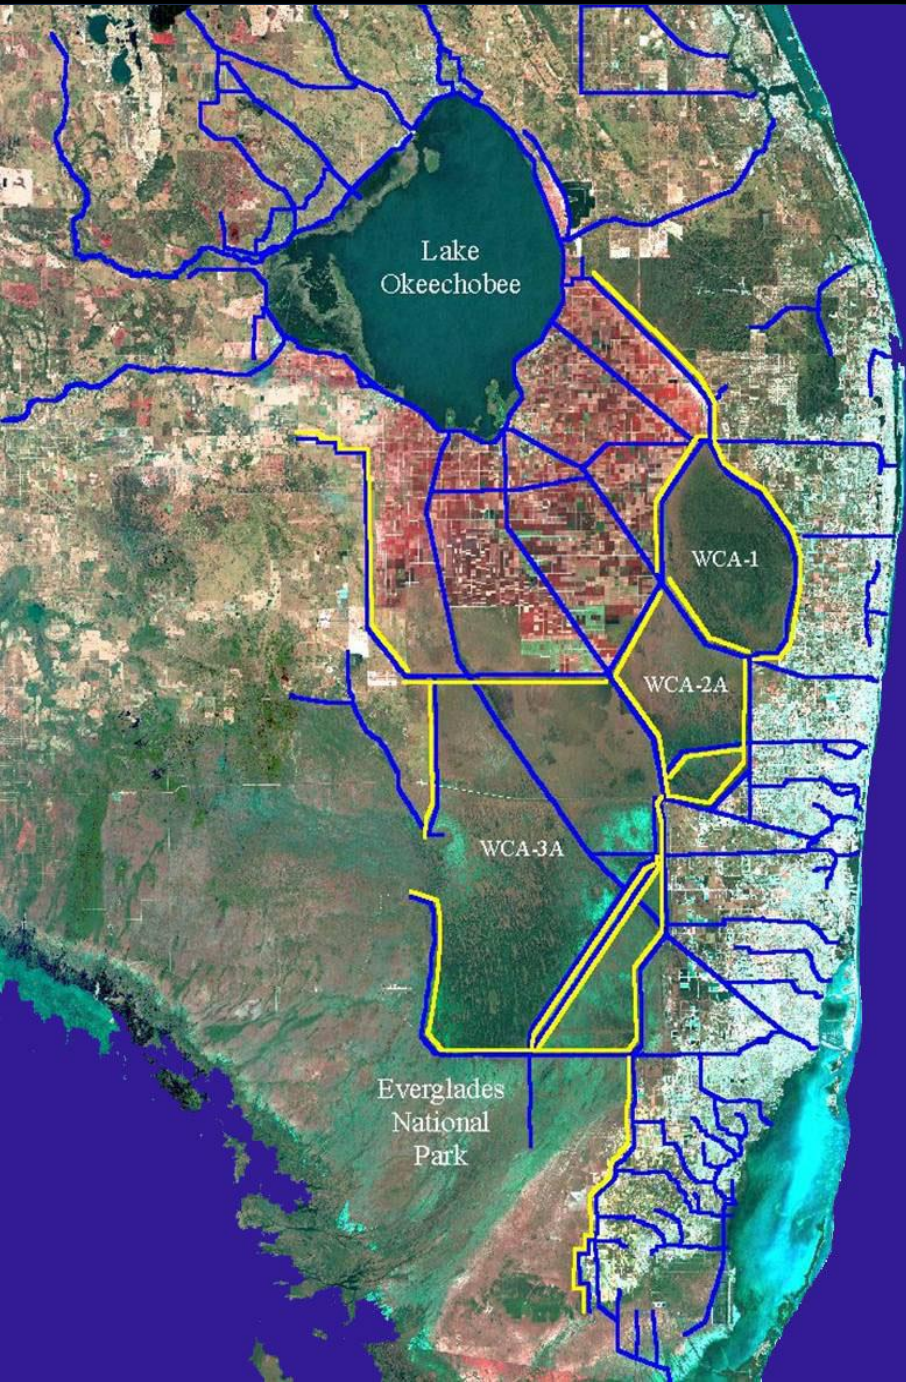 Lake
Okeechobee
WCA-1
WCA-2A
WCA-3A
Everglades
National
Park